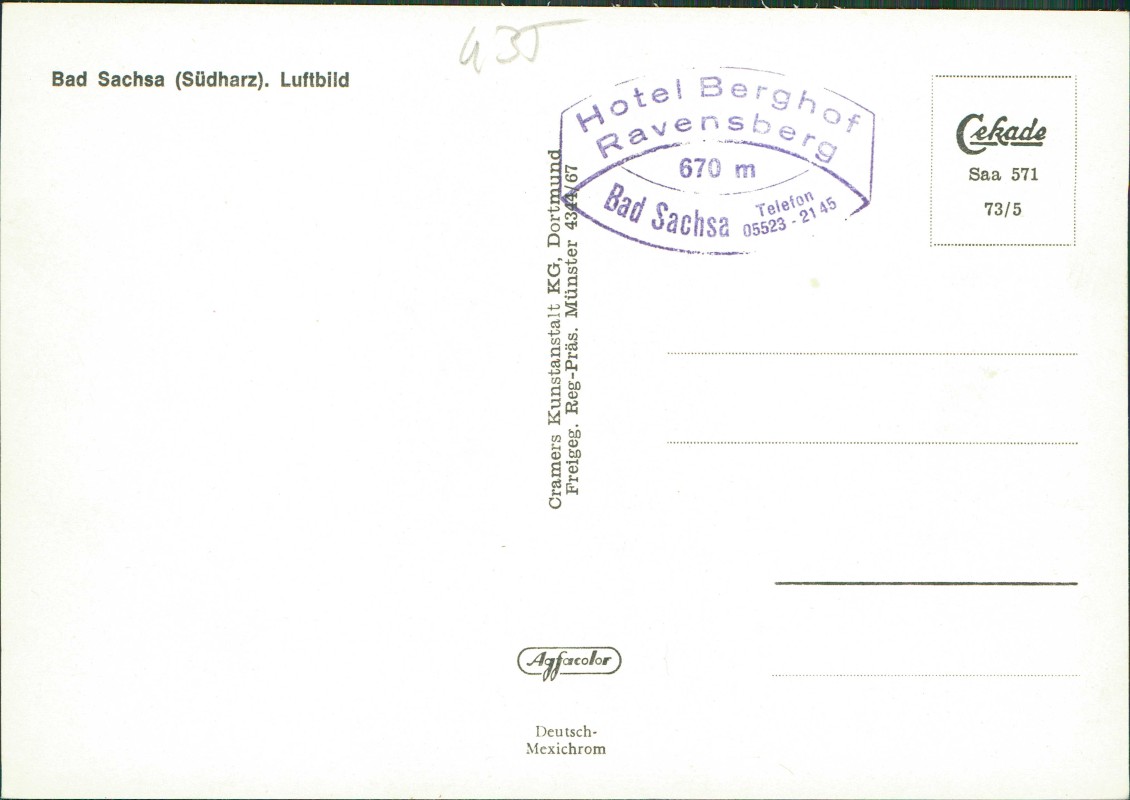 435
Bad Sachsa (Südharz). Luftbild
Hotel Berghof
Ravensberg
670 m
Bad Sachsa
Telefon
05523 - 21 45
Cekade
Saa 571
73/5
Cramers Kunstanstalt KG, Dortmund
Freigeg. Reg-Präs. Münster 4344/67
Agfacolor
Deutsch-
Mexichrom